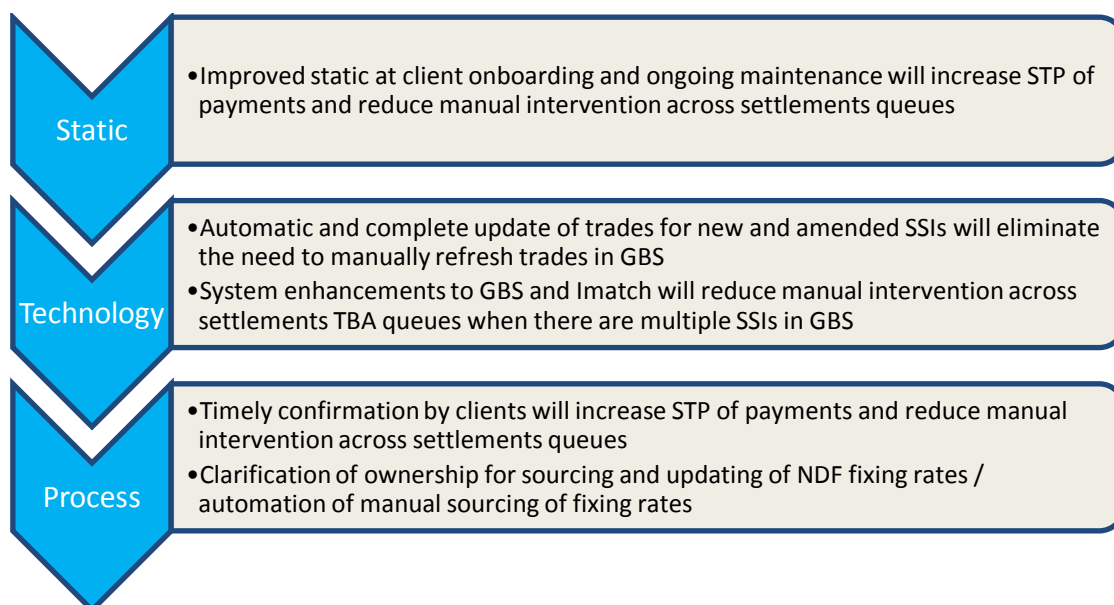 Static
•Improved static at client onboarding and ongoing maintenance will increase STP of
payments and reduce manual intervention across settlements queues
Technology
•Automatic and complete update of trades for new and amended SSIs will eliminate
the need to manually refresh trades in GBS
•System enhancements to GBS and Imatch will reduce manual intervention across
settlements TBA queues when there are multiple SSIs in GBS
Process
•Timely confirmation by clients will increase STP of payments and reduce manual
intervention across settlements queues
•Clarification of ownership for sourcing and updating of NDF fixing rates /
automation of manual sourcing of fixing rates